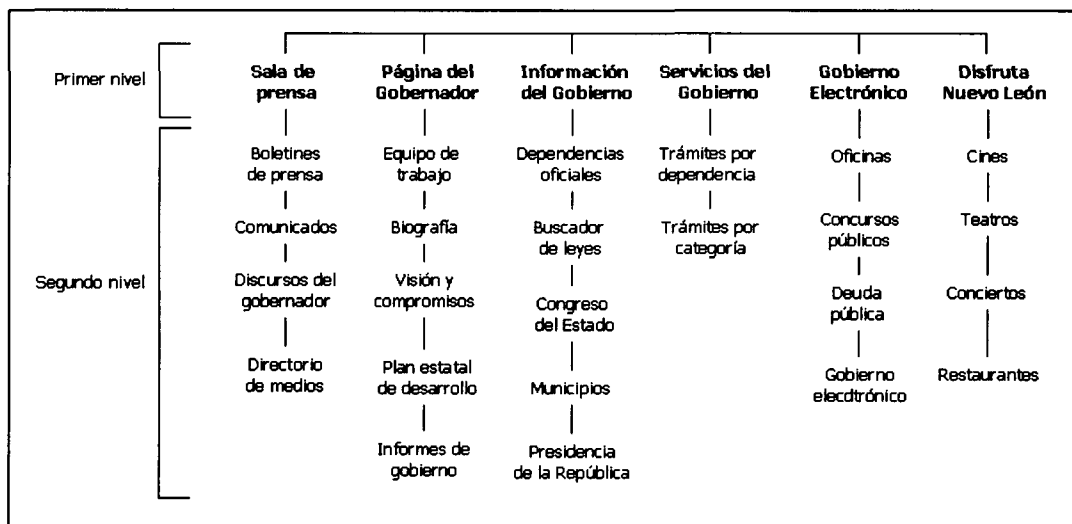 Primer nivel
Sala de
prensa
Página del
Gobernador
Información
del Gobierno
Servicios del
Gobierno
Gobierno
Electrónico
Disfruta
Nuevo León
Segundo nivel
Boletines
de prensa
Comunicados
Discursos del
gobernador
Directorio
de medios
Equipo de
trabajo
Biografía
Visión y
compromisos
Plan estatal
de desarrollo
Informes de
gobierno
Dependencias
oficiales
Buscador
de leyes
Congreso
del Estado
Municipios
Presidencia
de la República
Trámites por
dependencia
Trámites por
categoría
Oficinas
Concursos
públicos
Deuda
pública
Gobierno
elecdtrónico
Cines
Teatros
Conciertos
Restaurantes